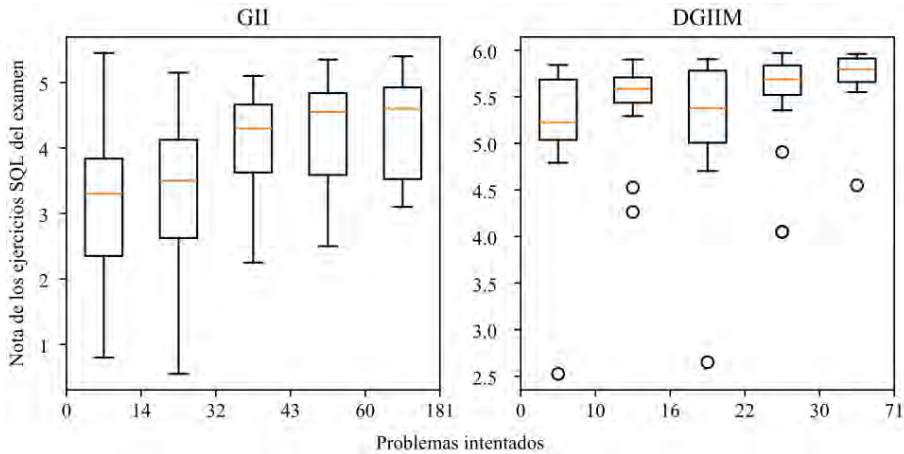 GII
DGIIM
Nota de los ejercicios SQL del examen
5
4
3
2
1
0 14 32 43 60 181
6.0
5.5
5.0
4.5
4.0
3.5
3.0
2.5
0 10 16 22 30 71
Problemas intentados